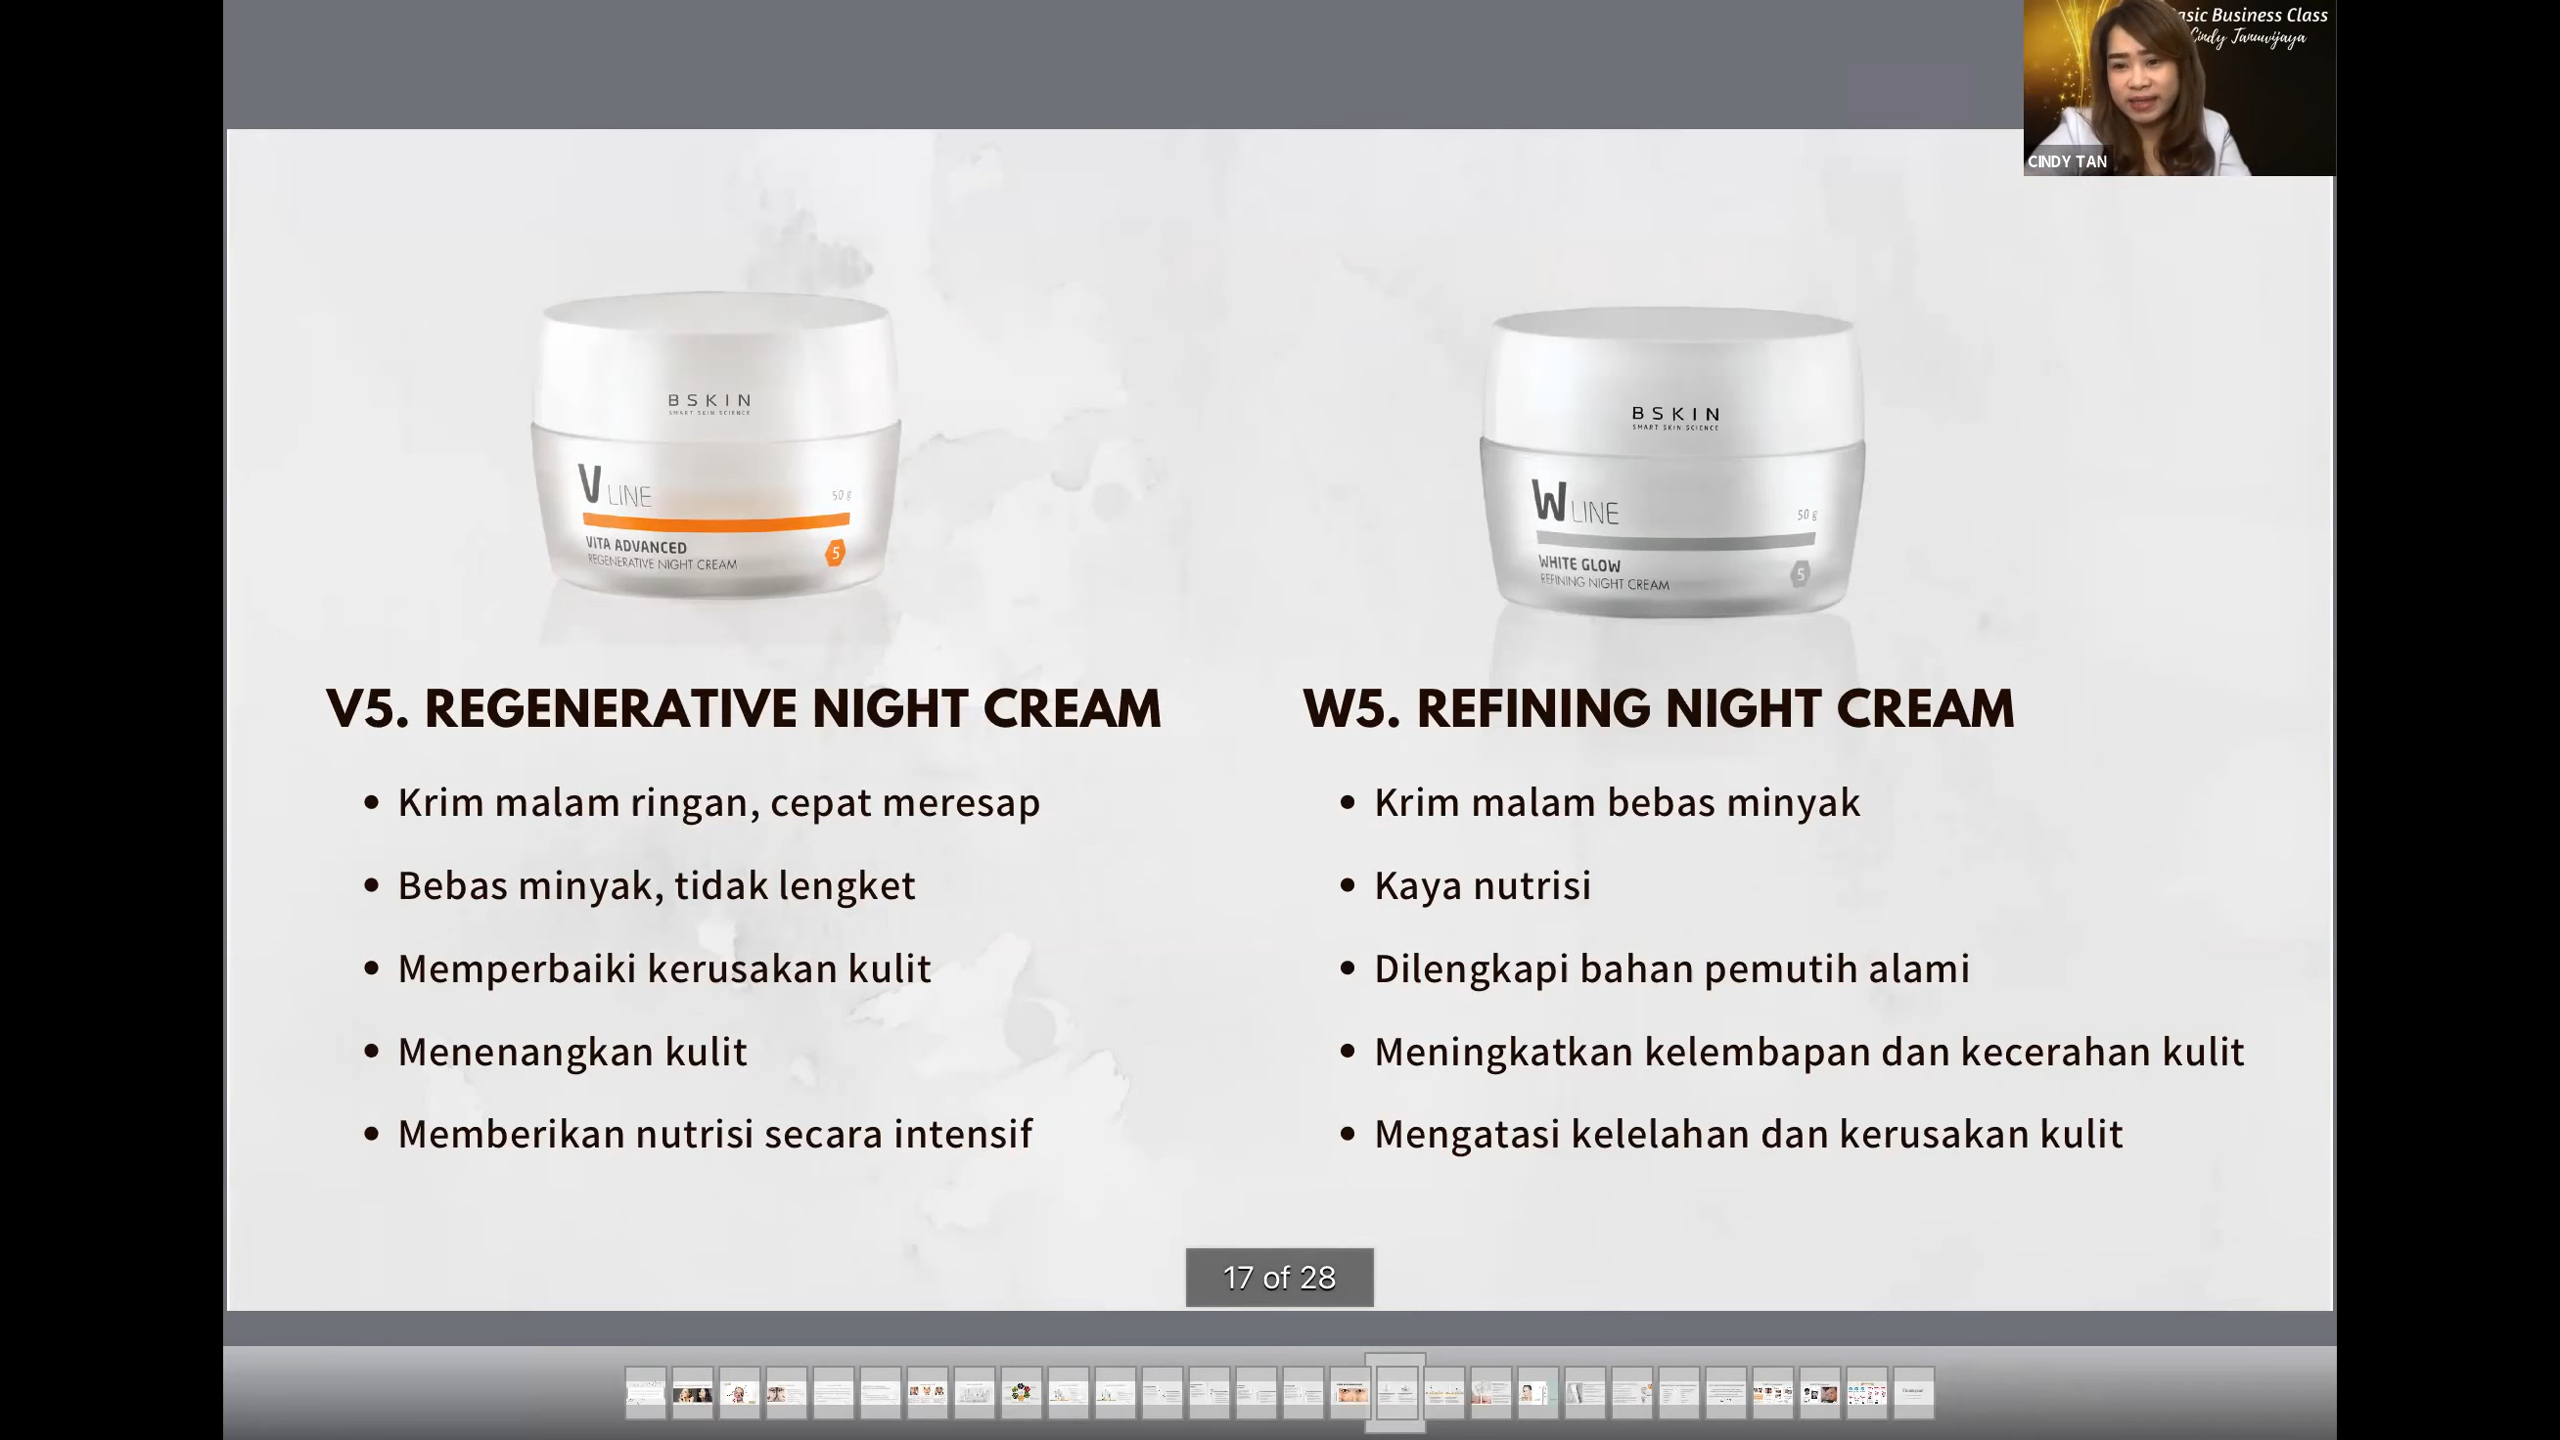 asic Business Class
Cindy Tanuwijaya
CINDY TAN
BSKIN
SMART SKIN SCIENCE
V LINE
50 g
VITA ADVANCED
REGENERATIVE NIGHT CREAM
5
BSKIN
SMART SKIN SCIENCE
W LINE
50 g
WHITE GLOW
REFINING NIGHT CREAM
5
V5. REGENERATIVE NIGHT CREAM
• Krim malam ringan, cepat meresap
• Bebas minyak, tidak lengket
• Memperbaiki kerusakan kulit
• Menenangkan kulit
• Memberikan nutrisi secara intensif
W5. REFINING NIGHT CREAM
• Krim malam bebas minyak
• Kaya nutrisi
• Dilengkapi bahan pemutih alami
• Meningkatkan kelembapan dan kecerahan kulit
• Mengatasi kelelahan dan kerusakan kulit
17 of 28